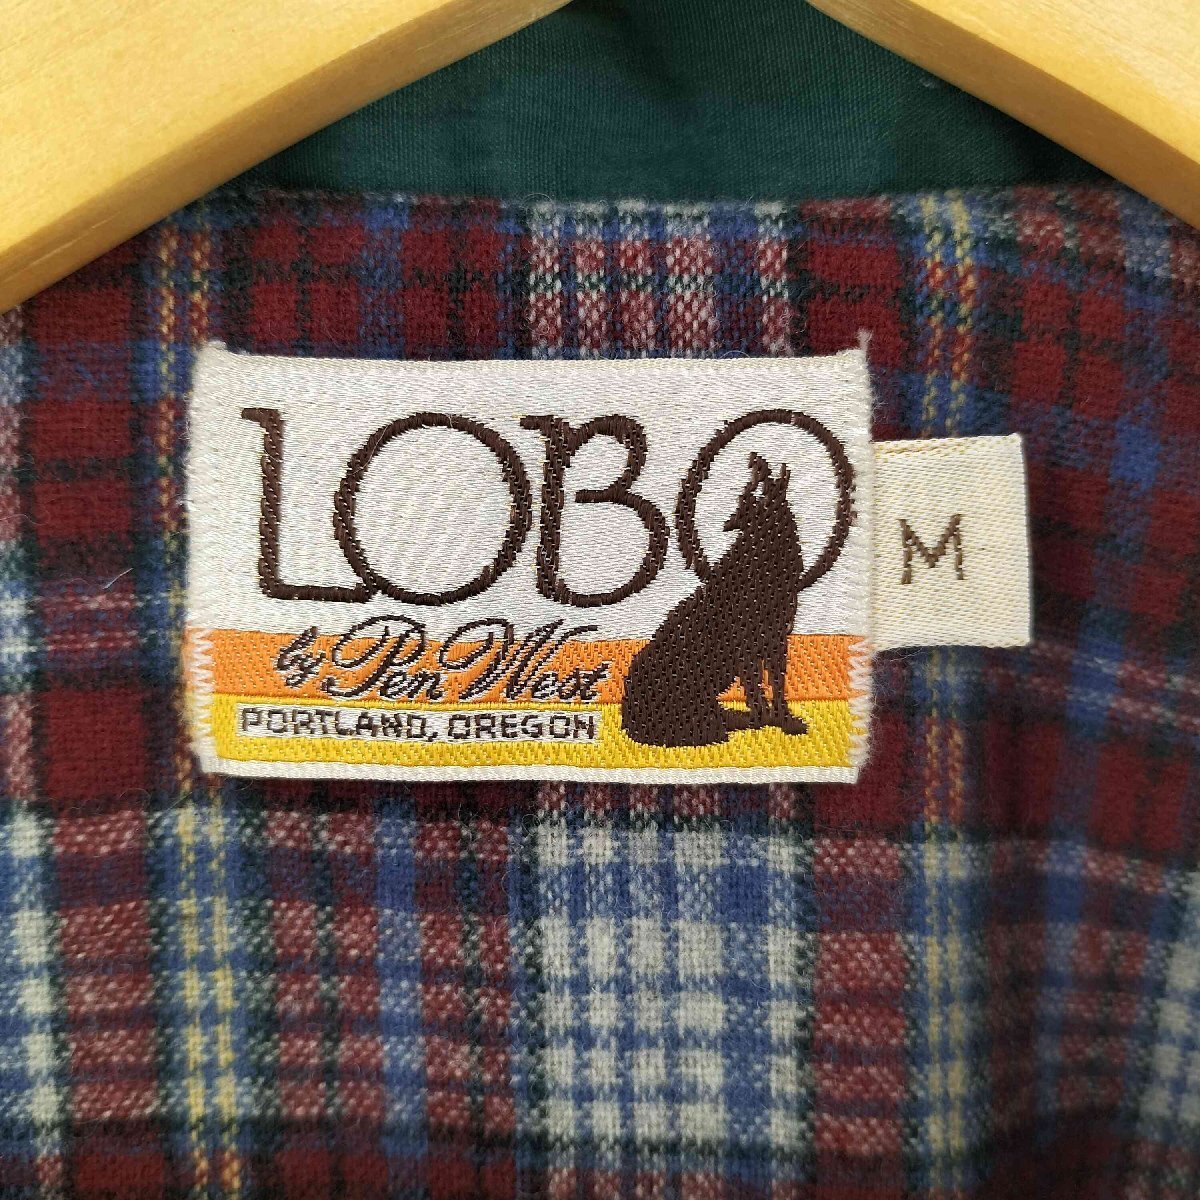 LOBO
by Pen West
PORTLAND, OREGON
M